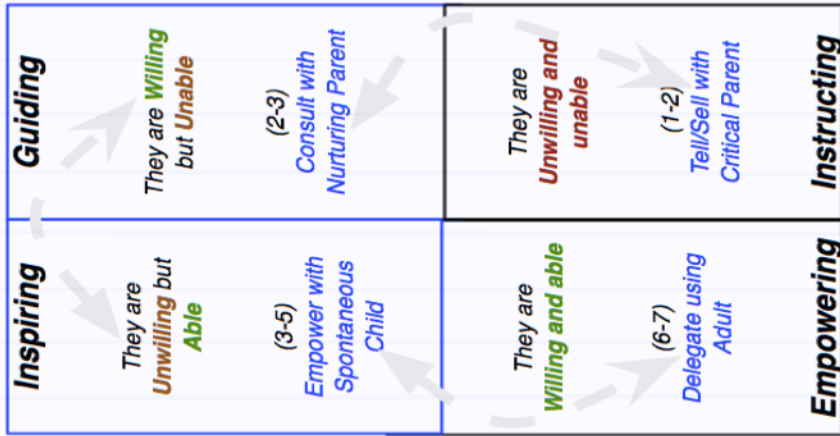 Inspiring
They are
Unwilling but
Able
(3-5)
Empower with
Spontaneous
Child
Guiding
They are Willing
but Unable
(2-3)
Consult with
Nurturing Parent
They are
Willing and able
(6-7)
Delegate using
Adult
Empowering
They are
Unwilling and
unable
(1-2)
Tell/Sell with
Critical Parent
Instructing